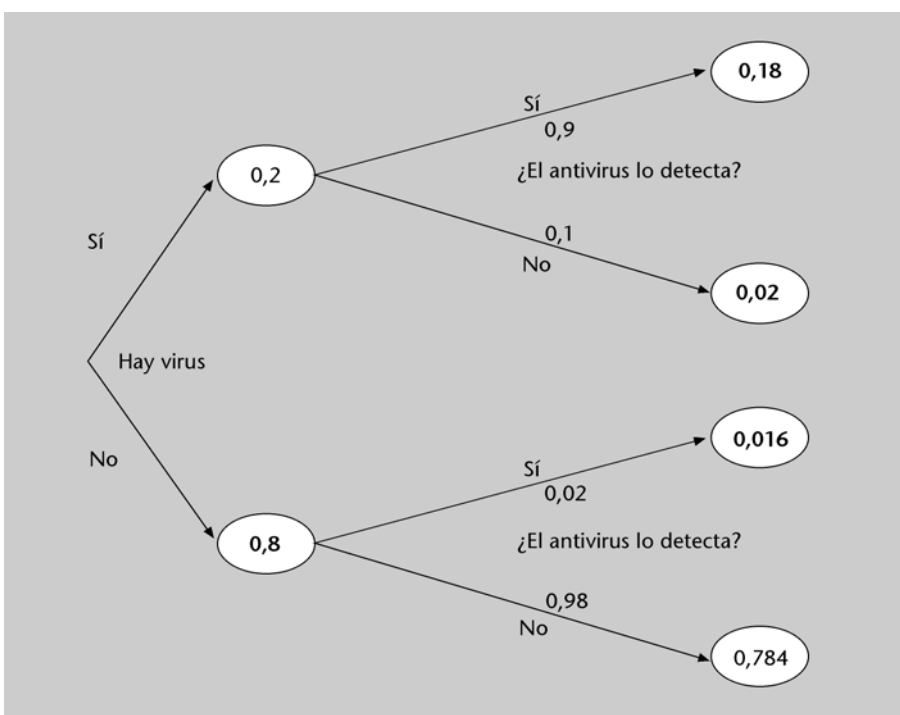 0,18
Sí
0,9
0,2
¿El antivirus lo detecta?
0,1
Sí
No
0,02
Hay virus
0,016
No
Sí
0,02
0,8
¿El antivirus lo detecta?
0,98
No
0,784